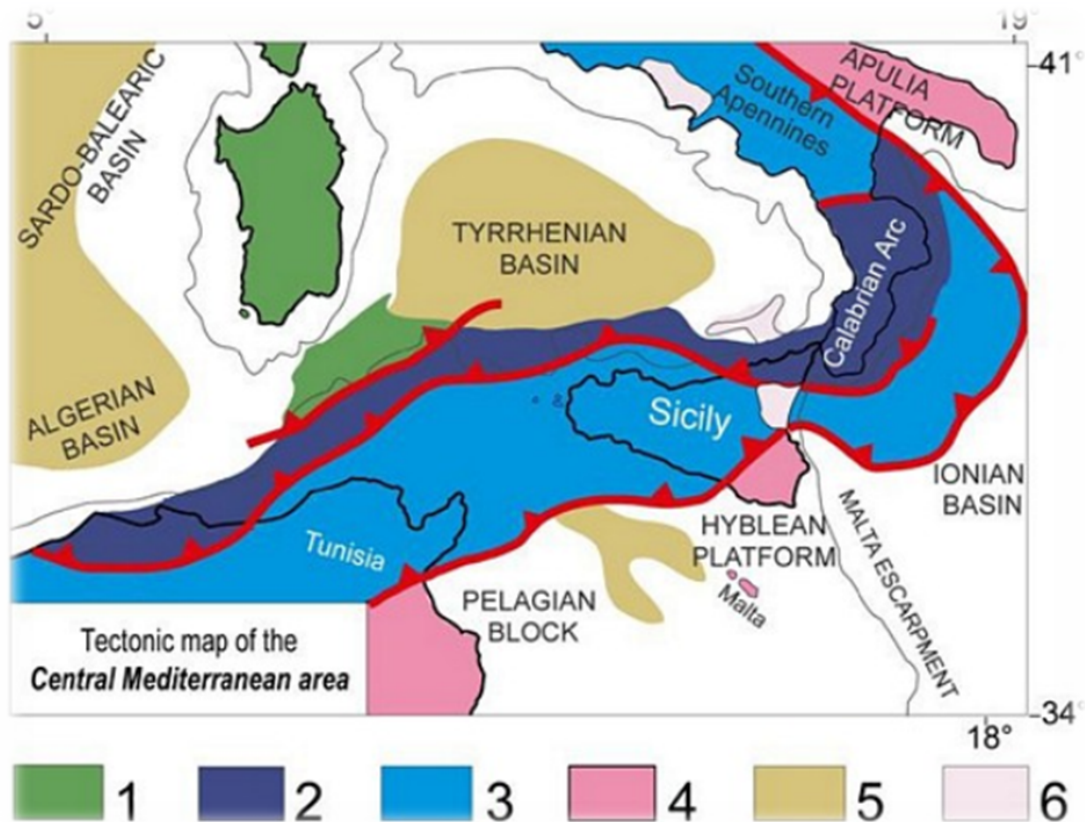 5°
19°
41°
SARDO-BALEARIC
BASIN
Southern
Apennines
APULIA
PLATFORM
TYRRHENIAN
BASIN
Calabrian Arc
ALGERIAN
BASIN
Sicily
IONIAN
BASIN
Tunisia
HYBLEAN
PLATFORM
MALTA ESCARPMENT
Malta
PELAGIAN
BLOCK
Tectonic map of the
Central Mediterranean area
34°
18°
1 2 3 4 5 6